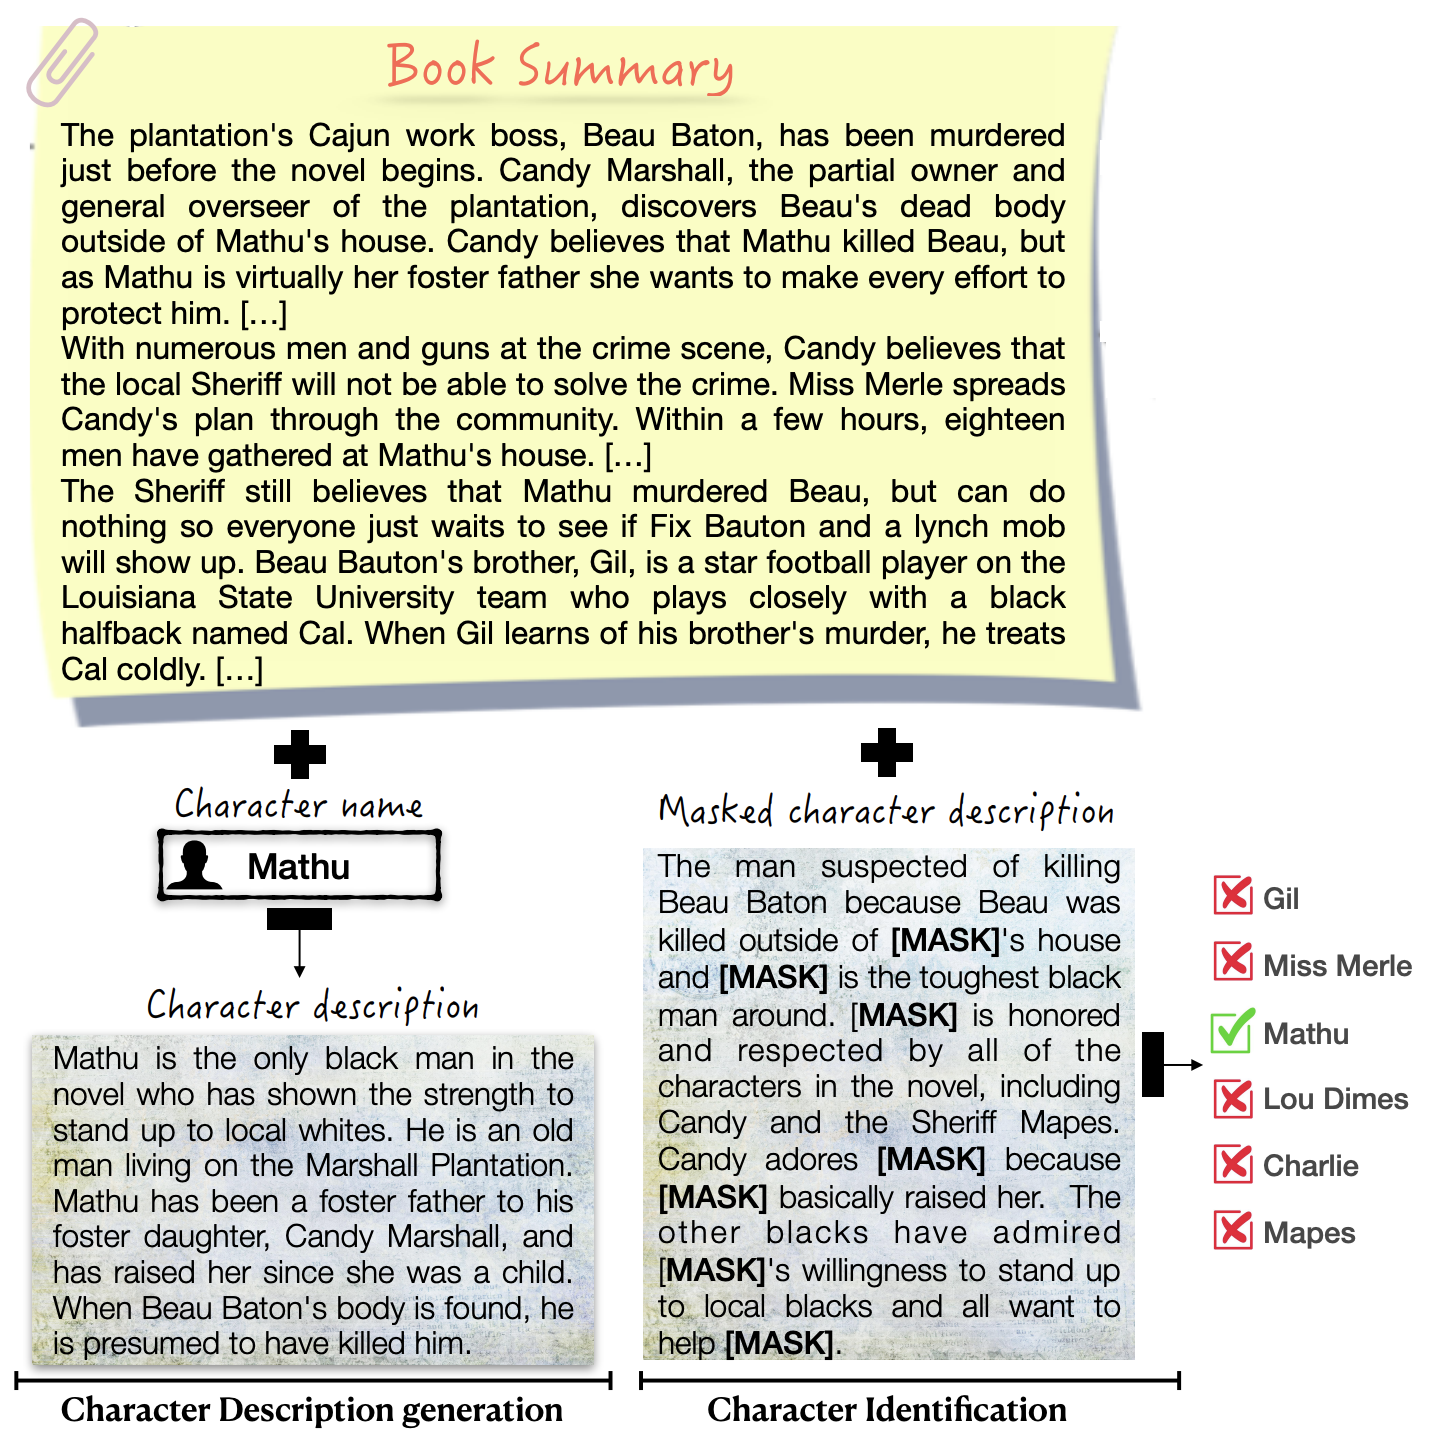 Book Summary
The plantation's Cajun work boss, Beau Baton, has been murdered
just before the novel begins. Candy Marshall, the partial owner and
general overseer of the plantation, discovers Beau's dead body
outside of Mathu's house. Candy believes that Mathu killed Beau, but
as Mathu is virtually her foster father she wants to make every effort to
protect him. [...]
With numerous men and guns at the crime scene, Candy believes that
the local Sheriff will not be able to solve the crime. Miss Merle spreads
Candy's plan through the community. Within a few hours, eighteen
men have gathered at Mathu's house. [...]
The Sheriff still believes that Mathu murdered Beau, but can do
nothing so everyone just waits to see if Fix Bauton and a lynch mob
will show up. Beau Bauton's brother, Gil, is a star football player on the
Louisiana State University team who plays closely with a black
halfback named Cal. When Gil learns of his brother's murder, he treats
Cal coldly. [...]
Character name
Mathu
Character description
Mathu is the only black man in the
novel who has shown the strength to
stand up to local whites. He is an old
man living on the Marshall Plantation.
Mathu has been a foster father to his
foster daughter, Candy Marshall, and
has raised her since she was a child.
When Beau Baton's body is found, he
is presumed to have killed him.
Character Description generation
Masked character description
The man suspected of killing
Beau Baton because Beau was
killed outside of [MASK]'s house
and [MASK] is the toughest black
man around. [MASK] is honored
and respected by all of the
characters in the novel, including
Candy and the Sheriff Mapes.
Candy adores [MASK] because
[MASK] basically raised her. The
other blacks have admired
[MASK]'s willingness to stand up
to local blacks and all want to
help [MASK].
Character Identification
Gil
Miss Merle
Mathu
Lou Dimes
Charlie
Mapes